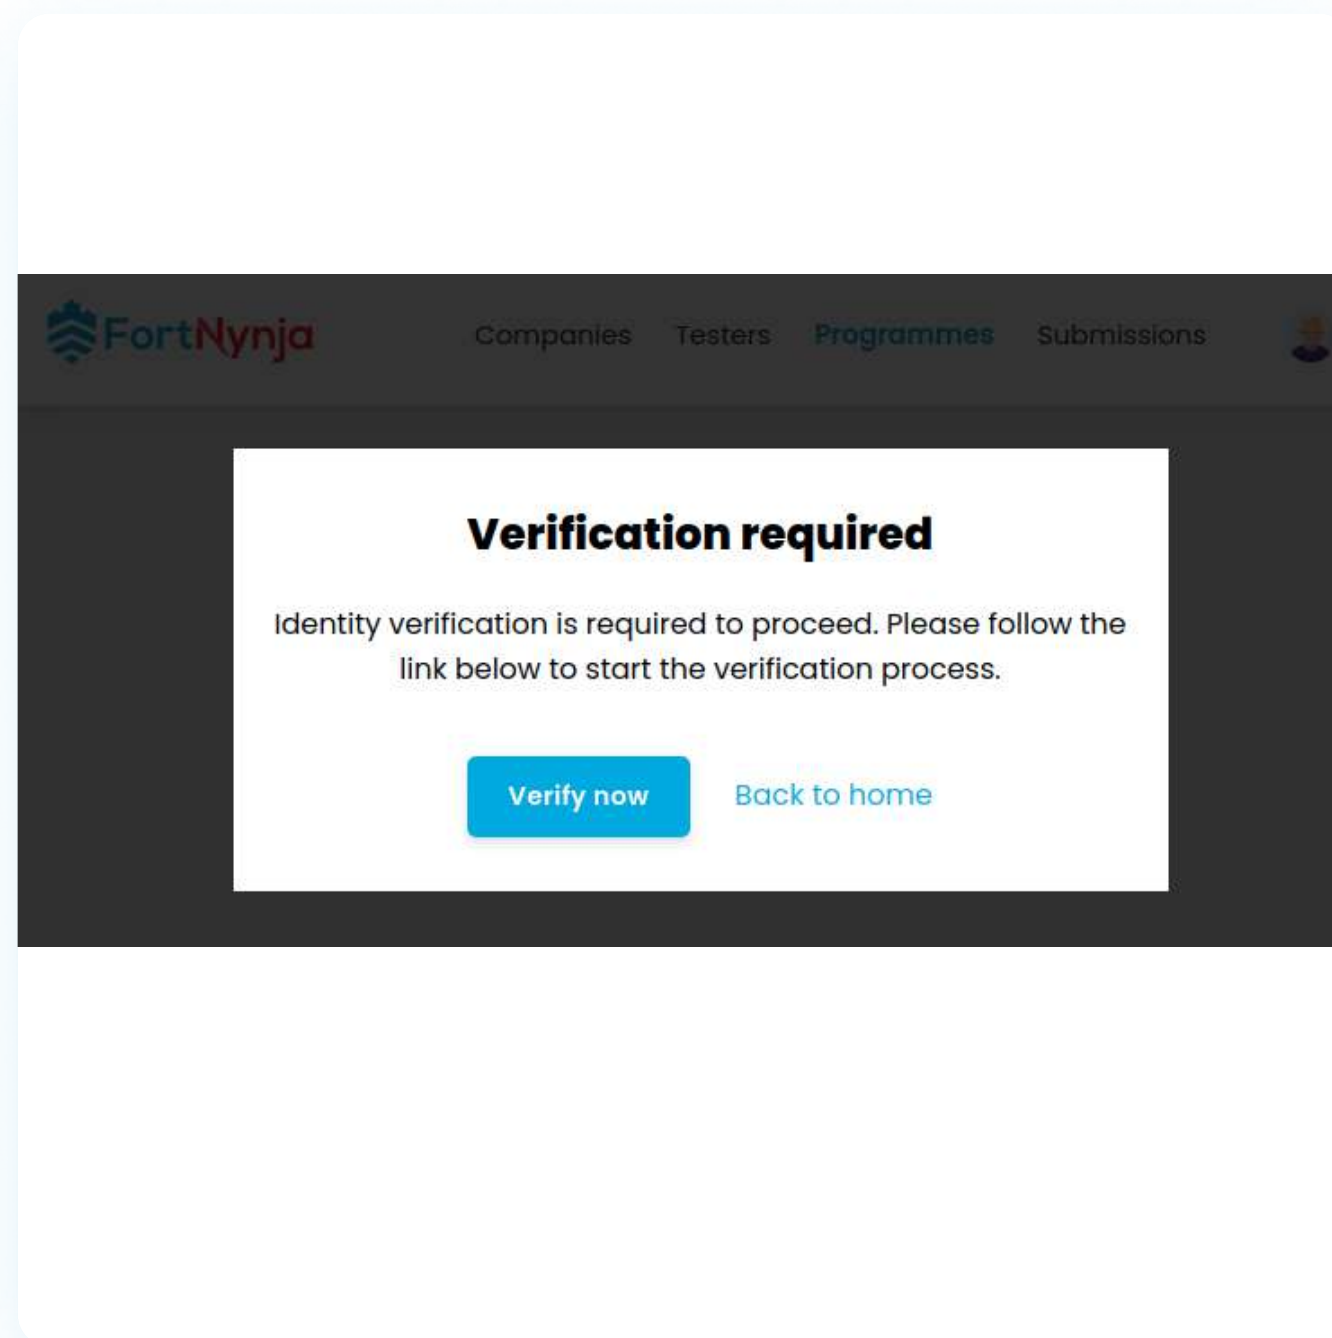 FortNynja
Companies Testers Programmes Submissions
Verification required
Identity verification is required to proceed. Please follow the
link below to start the verification process.
Verify now Back to home